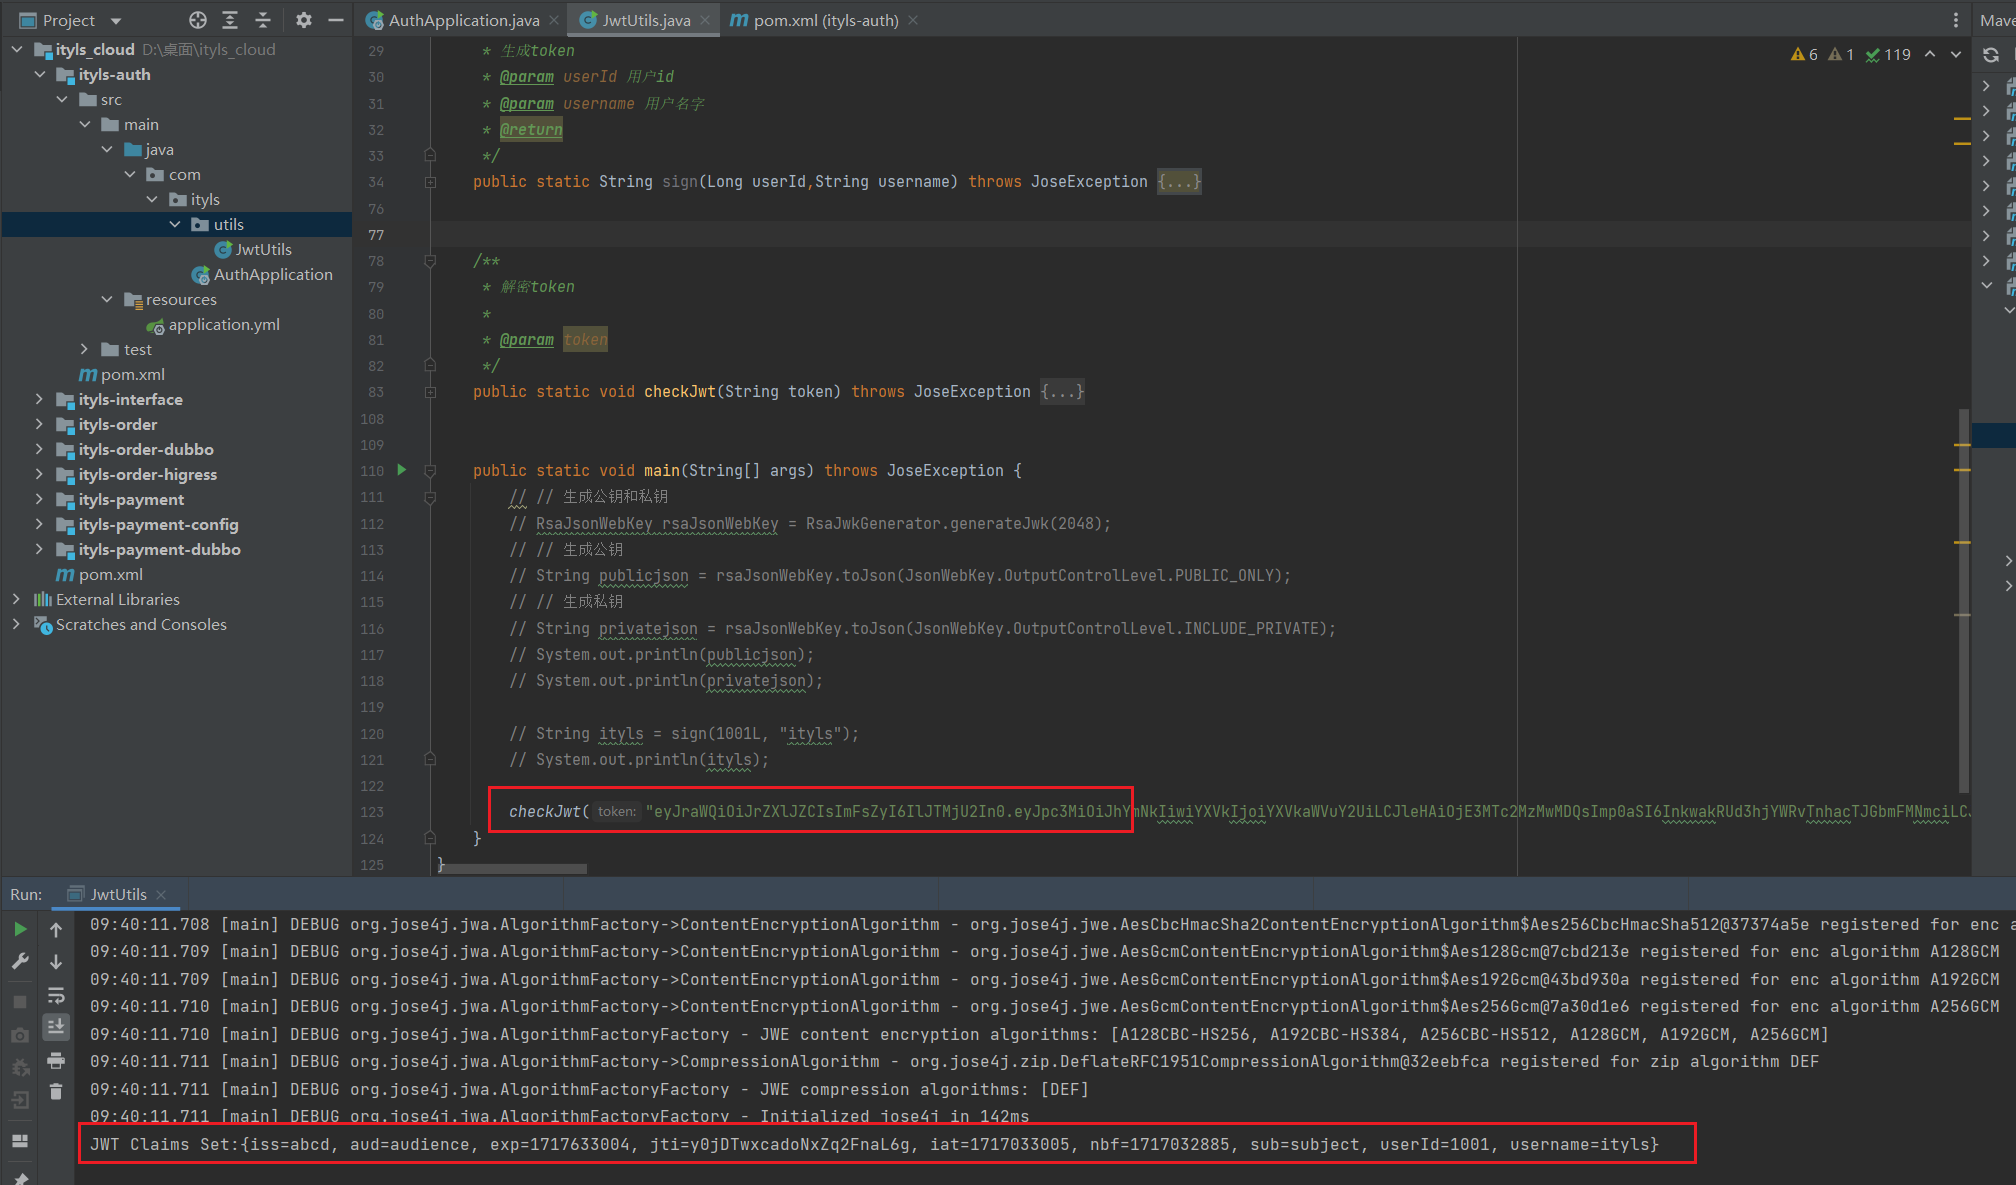 Project
AuthApplication.java
JwtUtils.java
pom.xml (ityls-auth)
ityls_cloud D:\桌面\ityls_cloud
ityls-auth
src
main
java
com
ityls
utils
JwtUtils
AuthApplication
resources
application.yml
test
pom.xml
ityls-interface
ityls-order
ityls-order-dubbo
ityls-order-higress
ityls-payment
ityls-payment-config
ityls-payment-dubbo
pom.xml
External Libraries
Scratches and Consoles
6 1 119
29 * 生成token
30 * @param userId 用户id
31 * @param username 用户名字
32 * @return
33 */
34 public static String sign(Long userId,String username) throws JoseException {...}
76
77
78 /**
79 * 解密token
80 *
81 * @param token
82 */
83 public static void checkJwt(String token) throws JoseException {...}
108
109
110 public static void main(String[] args) throws JoseException {
111 // // 生成公钥和私钥
112 // RsaJsonWebKey rsaJsonWebKey = RsaJwkGenerator.generateJwk(2048);
113 // // 生成公钥
114 // String publicjson = rsaJsonWebKey.toJson(JsonWebKey.OutputControlLevel.PUBLIC_ONLY);
115 // // 生成私钥
116 // String privatejson = rsaJsonWebKey.toJson(JsonWebKey.OutputControlLevel.INCLUDE_PRIVATE);
117 // System.out.println(publicjson);
118 // System.out.println(privatejson);
119
120 // String ityls = sign(1001L, "ityls");
121 // System.out.println(ityls);
122
123 checkJwt( token: "eyJraWQiOiJrZXlJZCIsImFsZyI6IlJTMjU2In0.eyJpc3MiOiJhYmNkIiwiYXVkIjoiYXVkaWVuY2UiLCJleHAiOjE3MTc2MzMwMDQsImp0aSI6InkwakRUd3hjYWRvTnhacTJGbmFMNmciLCJ
124 }
125 }
Run: JwtUtils
09:40:11.708 [main] DEBUG org.jose4j.jwa.AlgorithmFactory->ContentEncryptionAlgorithm - org.jose4j.jwe.AesCbcHmacSha2ContentEncryptionAlgorithm$Aes256CbcHmacSha512@37374a5e registered for enc a
09:40:11.709 [main] DEBUG org.jose4j.jwa.AlgorithmFactory->ContentEncryptionAlgorithm - org.jose4j.jwe.AesGcmContentEncryptionAlgorithm$Aes128Gcm@7cbd213e registered for enc algorithm A128GCM
09:40:11.709 [main] DEBUG org.jose4j.jwa.AlgorithmFactory->ContentEncryptionAlgorithm - org.jose4j.jwe.AesGcmContentEncryptionAlgorithm$Aes192Gcm@43bd930a registered for enc algorithm A192GCM
09:40:11.710 [main] DEBUG org.jose4j.jwa.AlgorithmFactory->ContentEncryptionAlgorithm - org.jose4j.jwe.AesGcmContentEncryptionAlgorithm$Aes256Gcm@7a30d1e6 registered for enc algorithm A256GCM
09:40:11.710 [main] DEBUG org.jose4j.jwa.AlgorithmFactoryFactory - JWE content encryption algorithms: [A128CBC-HS256, A192CBC-HS384, A256CBC-HS512, A128GCM, A192GCM, A256GCM]
09:40:11.711 [main] DEBUG org.jose4j.jwa.AlgorithmFactory->CompressionAlgorithm - org.jose4j.zip.DeflateRFC1951CompressionAlgorithm@32eebfca registered for zip algorithm DEF
09:40:11.711 [main] DEBUG org.jose4j.jwa.AlgorithmFactoryFactory - JWE compression algorithms: [DEF]
09:40:11.711 [main] DEBUG org.jose4j.jwa.AlgorithmFactoryFactory - Initialized jose4j in 142ms
JWT Claims Set:{iss=abcd, aud=audience, exp=1717633004, jti=y0jDTwxcadoNxZq2FnaL6g, iat=1717033005, nbf=1717032885, sub=subject, userId=1001, username=ityls}